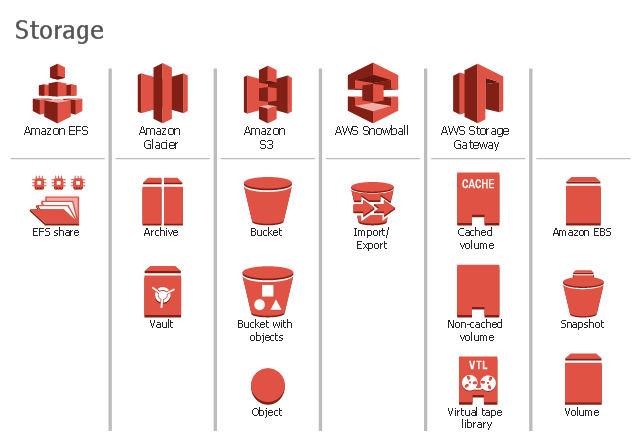 Storage
Amazon EFS
Amazon
Glacier
Amazon
S3
AWS Snowball
AWS Storage
Gateway
EFS share
Archive
Bucket
Import/
Export
CACHE
Cached
volume
Amazon EBS
Vault
Bucket with
objects
Non-cached
volume
Snapshot
Object
VTL
Virtual tape
library
Volume